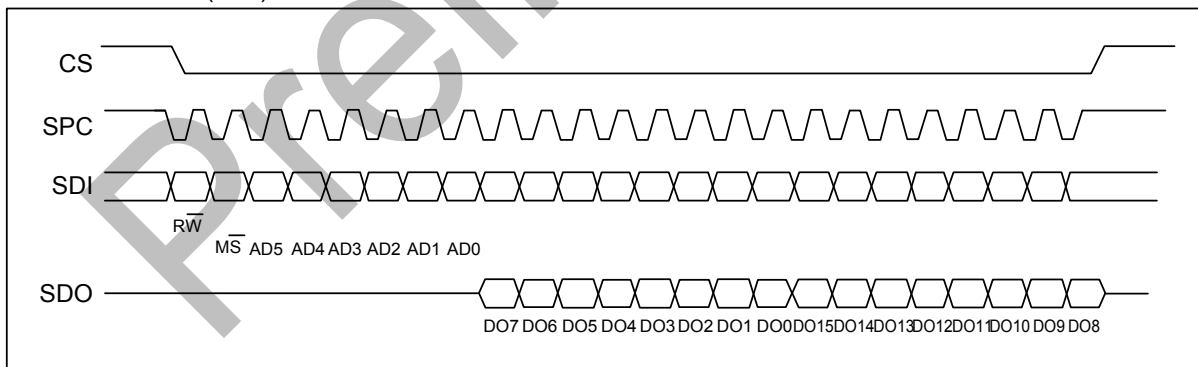 CS
SPC
SDI
RW
MS AD5 AD4 AD3 AD2 AD1 AD0
SDO
DO7 DO6 DO5 DO4 DO3 DO2 DO1 DO0 DO15 DO14 DO13 DO12 DO11 DO10 DO9 DO8